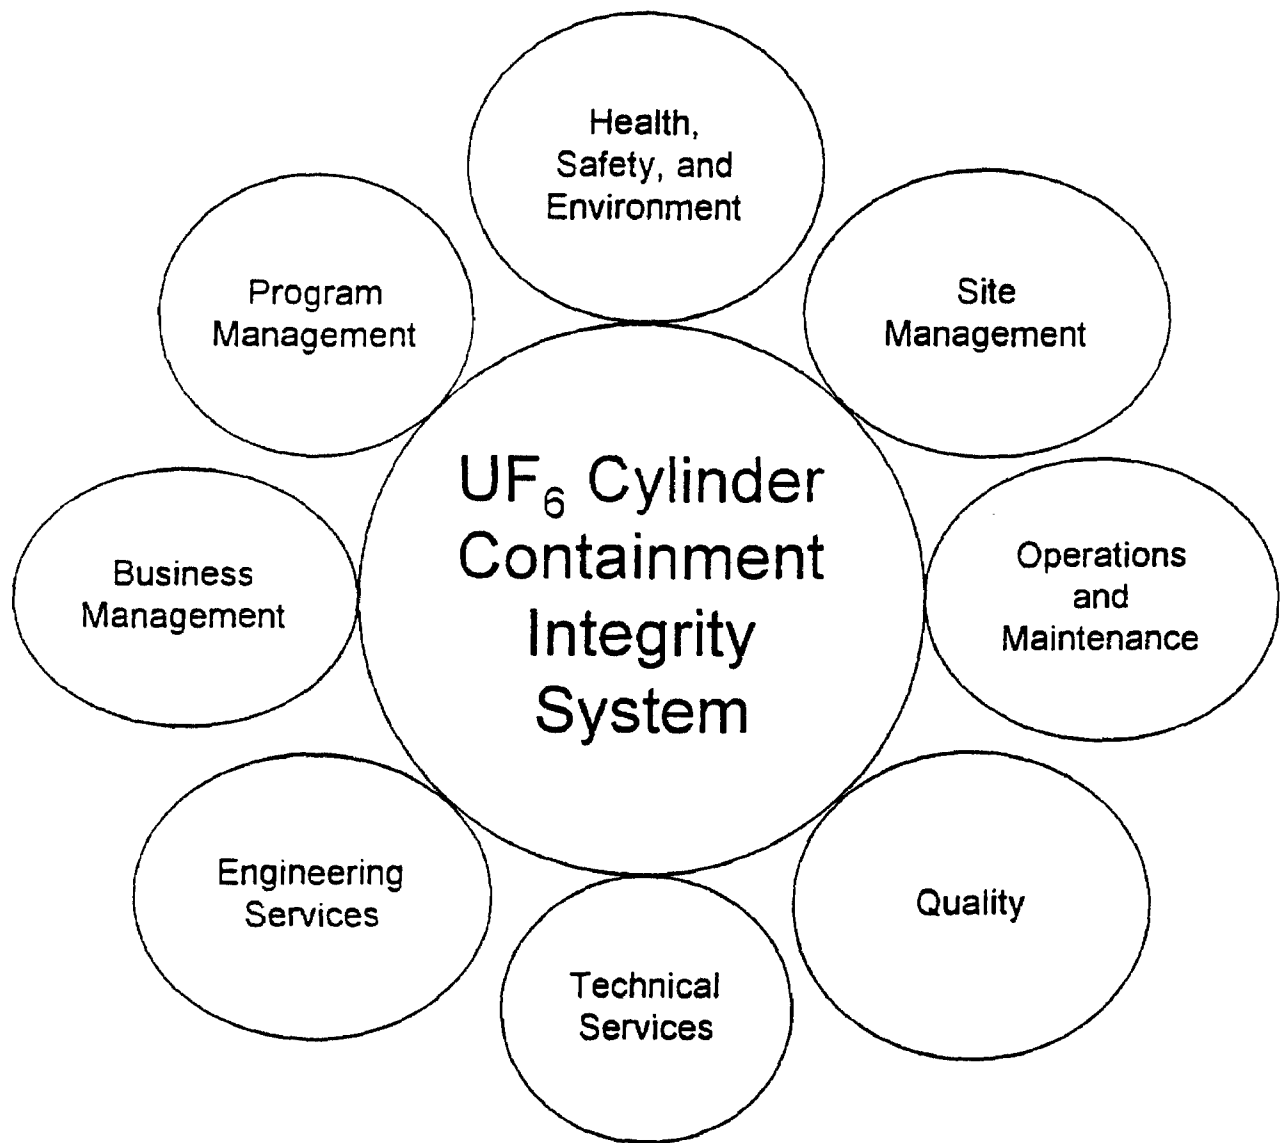 Health,
Safety, and
Environment
Program
Management
Site
Management
UF₆ Cylinder
Containment
Integrity
System
Business
Management
Operations
and
Maintenance
Engineering
Services
Quality
Technical
Services